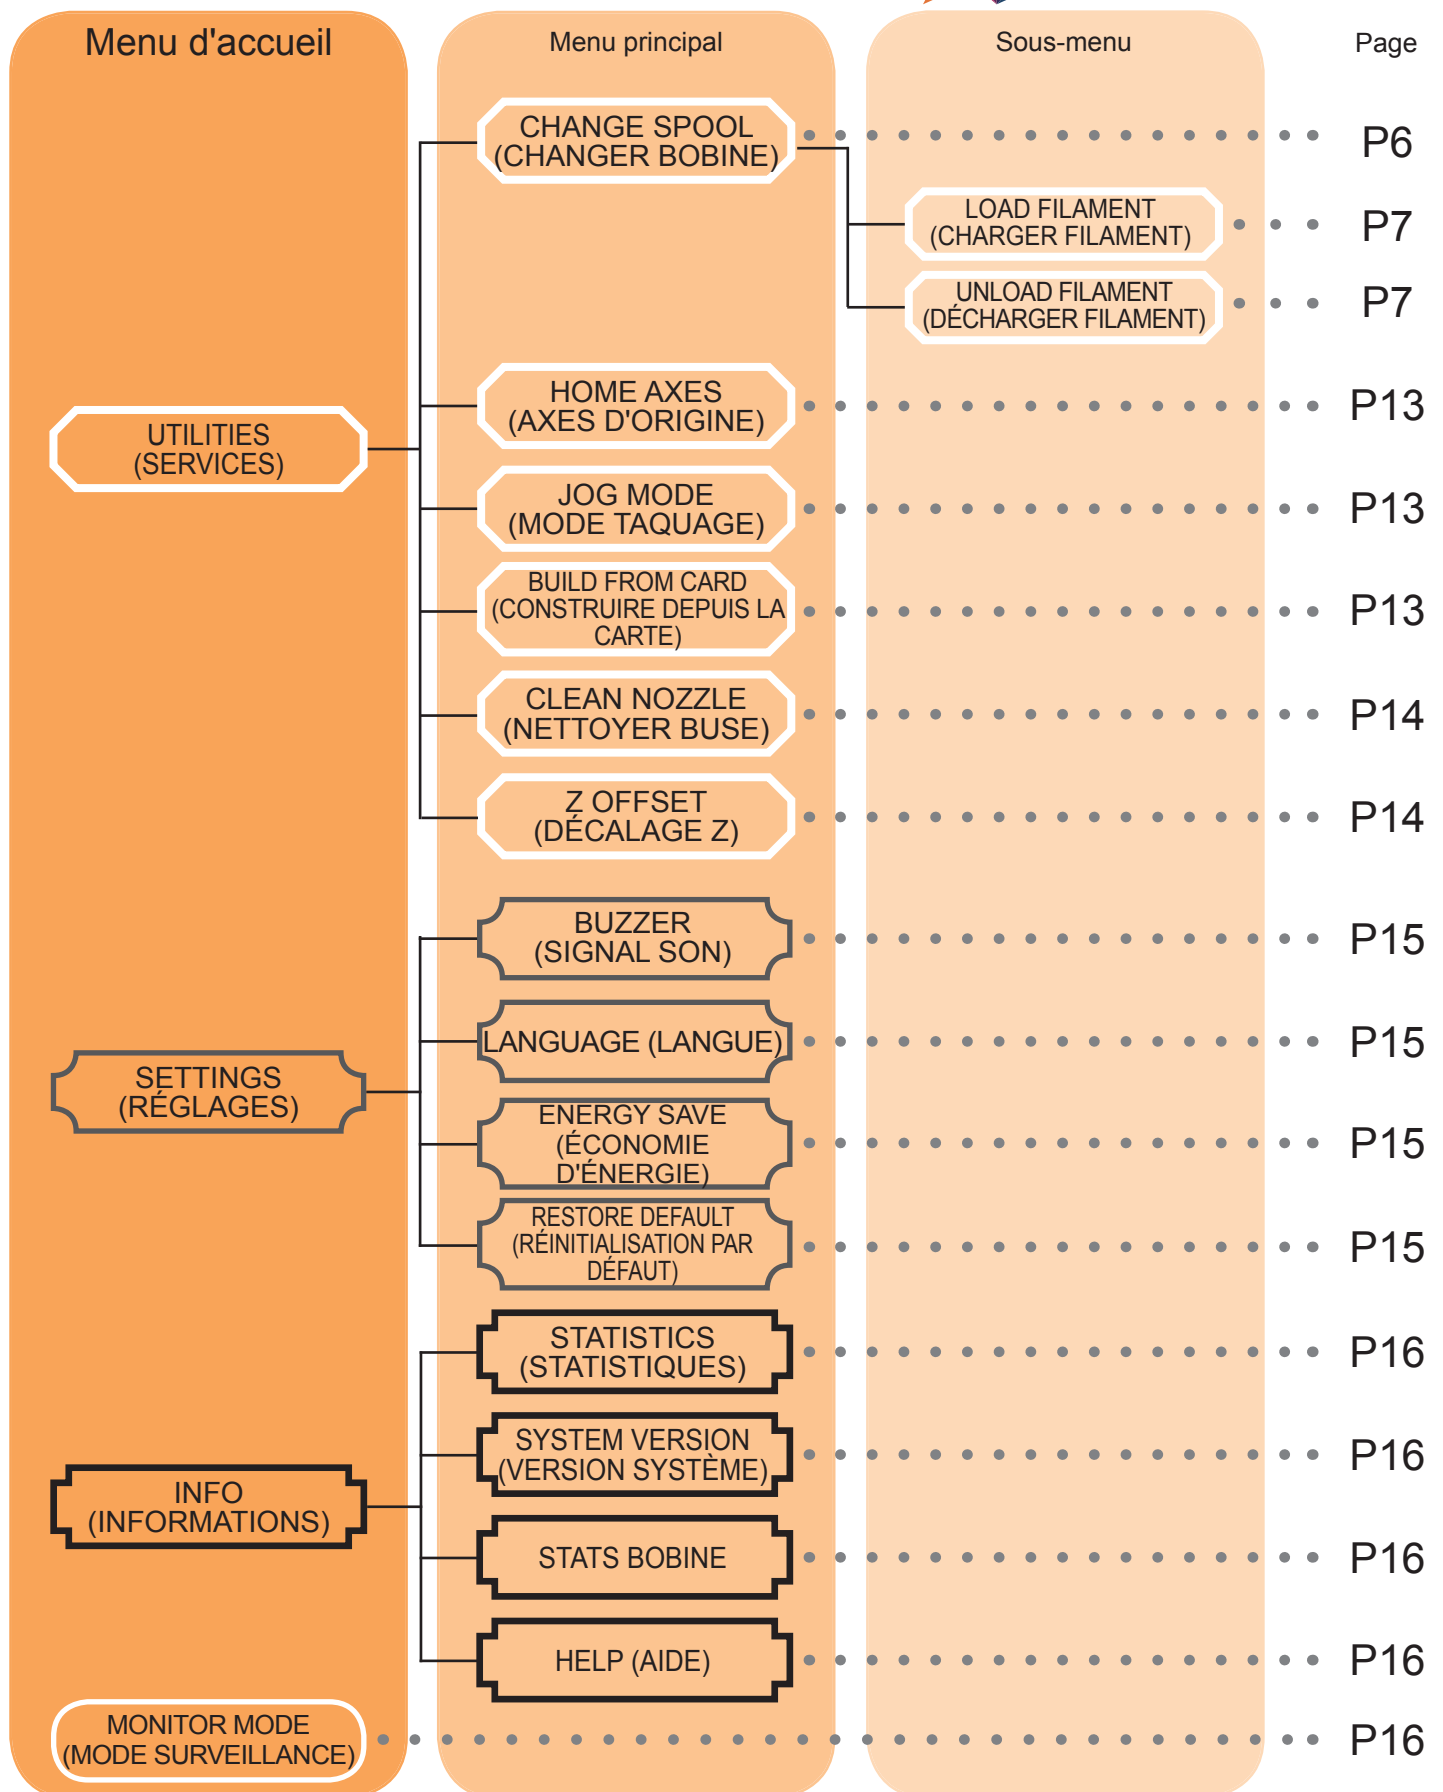 Menu d'accueil
Menu principal
Sous-menu
Page
CHANGE SPOOL
(CHANGER BOBINE)
P6
LOAD FILAMENT
(CHARGER FILAMENT)
P7
UNLOAD FILAMENT
(DÉCHARGER FILAMENT)
P7
UTILITIES
(SERVICES)
HOME AXES
(AXES D'ORIGINE)
P13
JOG MODE
(MODE TAQUAGE)
P13
BUILD FROM CARD
(CONSTRUIRE DEPUIS LA
CARTE)
P13
CLEAN NOZZLE
(NETTOYER BUSE)
P14
Z OFFSET
(DÉCALAGE Z)
P14
SETTINGS
(RÉGLAGES)
BUZZER
(SIGNAL SON)
P15
LANGUAGE (LANGUE)
P15
ENERGY SAVE
(ÉCONOMIE
D'ÉNERGIE)
P15
RESTORE DEFAULT
(RÉINITIALISATION PAR
DÉFAUT)
P15
INFO
(INFORMATIONS)
STATISTICS
(STATISTIQUES)
P16
SYSTEM VERSION
(VERSION SYSTÈME)
P16
STATS BOBINE
P16
HELP (AIDE)
P16
MONITOR MODE
(MODE SURVEILLANCE)
P16